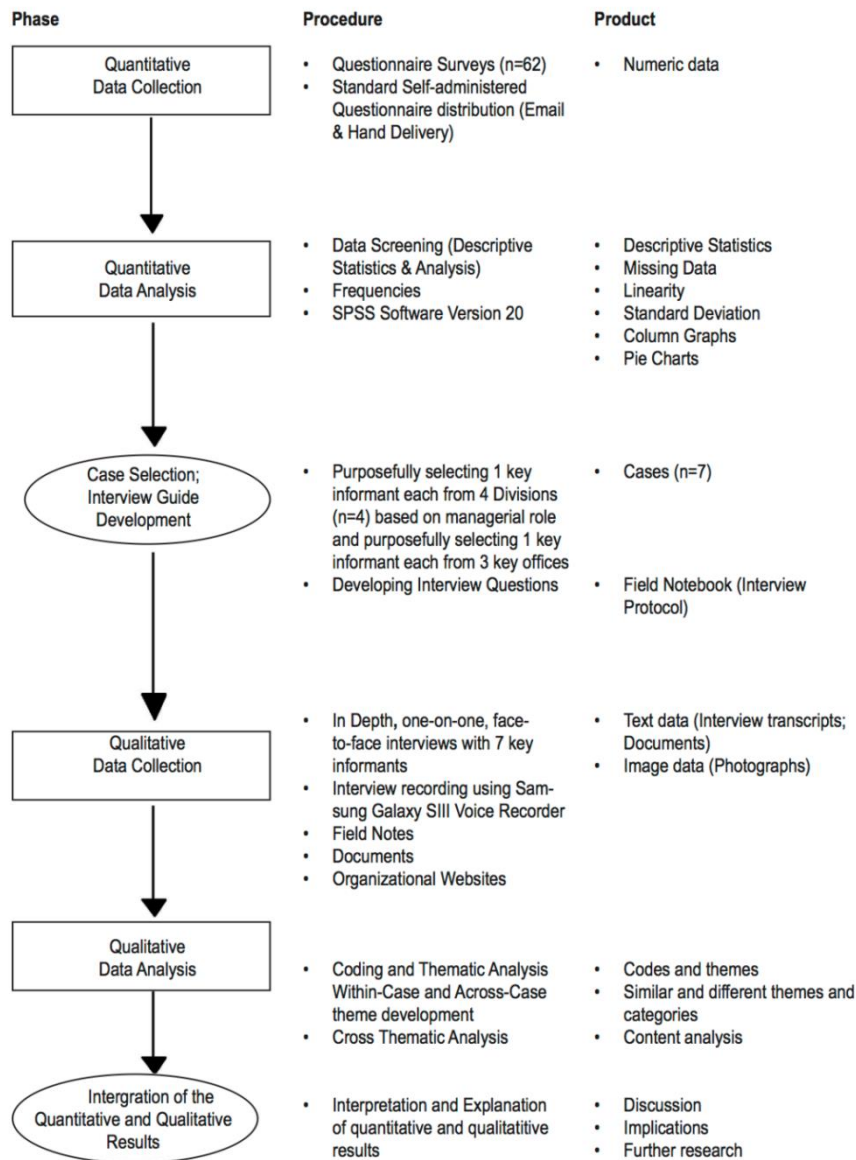 Phase
Procedure
Product
Quantitative
Data Collection
• Questionnaire Surveys (n=62)
• Standard Self-administered
Questionnaire distribution (Email
& Hand Delivery)
• Numeric data
Quantitative
Data Analysis
• Data Screening (Descriptive
Statistics & Analysis)
• Frequencies
• SPSS Software Version 20
• Descriptive Statistics
• Missing Data
• Linearity
• Standard Deviation
• Column Graphs
• Pie Charts
Case Selection;
Interview Guide
Development
• Purposefully selecting 1 key
informant each from 4 Divisions
(n=4) based on managerial role
and purposefully selecting 1 key
informant each from 3 key offices
• Developing Interview Questions
• Cases (n=7)
• Field Notebook (Interview
Protocol)
Qualitative
Data Collection
• In Depth, one-on-one, face-
to-face interviews with 7 key
informants
• Interview recording using Sam-
sung Galaxy SIII Voice Recorder
• Field Notes
• Documents
• Organizational Websites
• Text data (Interview transcripts;
Documents)
• Image data (Photographs)
Qualitative
Data Analysis
• Coding and Thematic Analysis
Within-Case and Across-Case
theme development
• Cross Thematic Analysis
• Codes and themes
• Similar and different themes and
categories
• Content analysis
Intergration of the
Quantitative and Qualitative
Results
• Interpretation and Explanation
of quantitative and qualitatitive
results
• Discussion
• Implications
• Further research